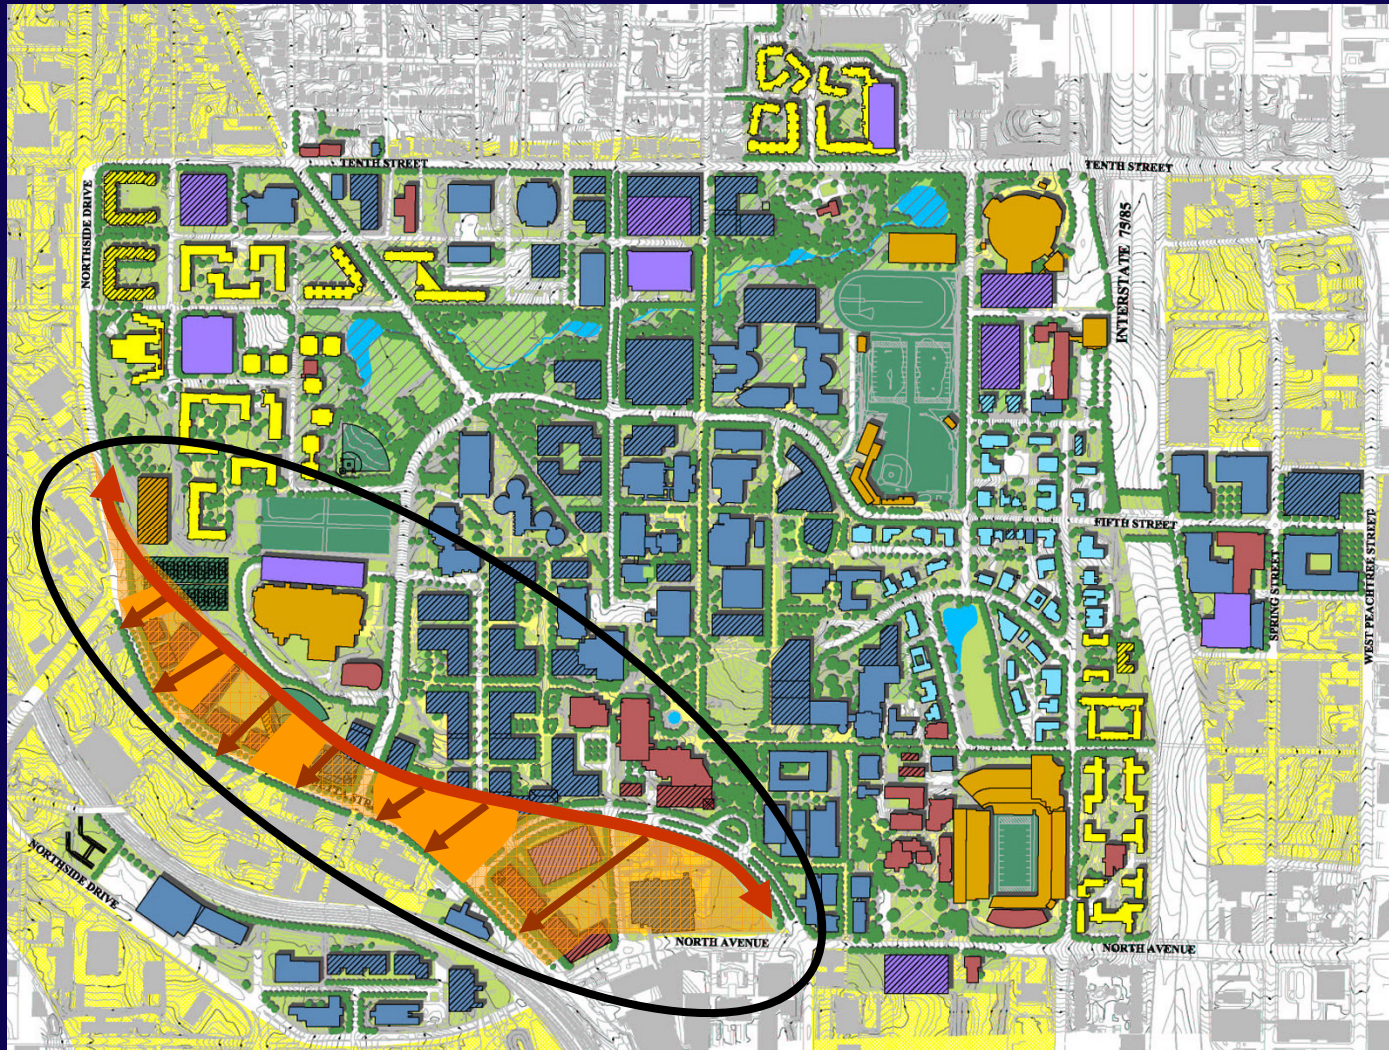 TENTH STREET
TENTH STREET
NORTHSIDE DRIVE
INTERSTATE 75/85
FIFTH STREET
SPRING STREET
WEST PEACHTREE STREET
NORTHSIDE DRIVE
NORTH AVENUE
NORTH AVENUE